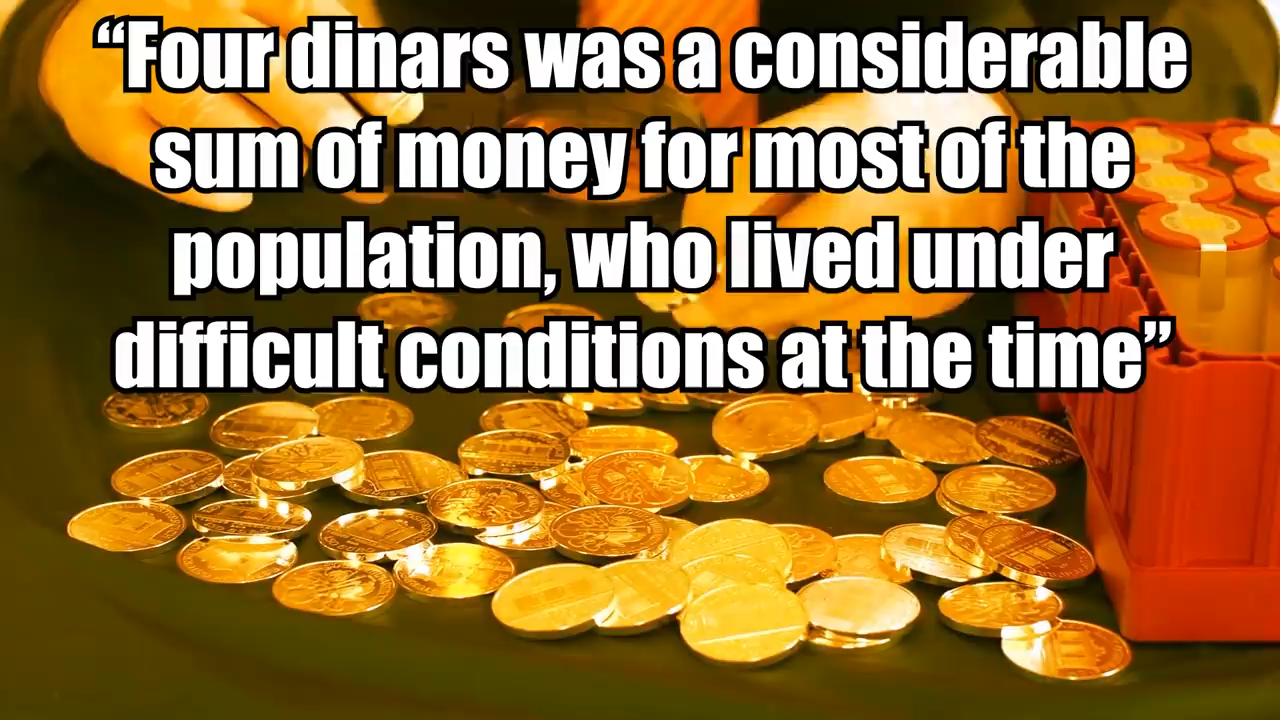 “Four dinars was a considerable
sum of money for most of the
population, who lived under
difficult conditions at the time”